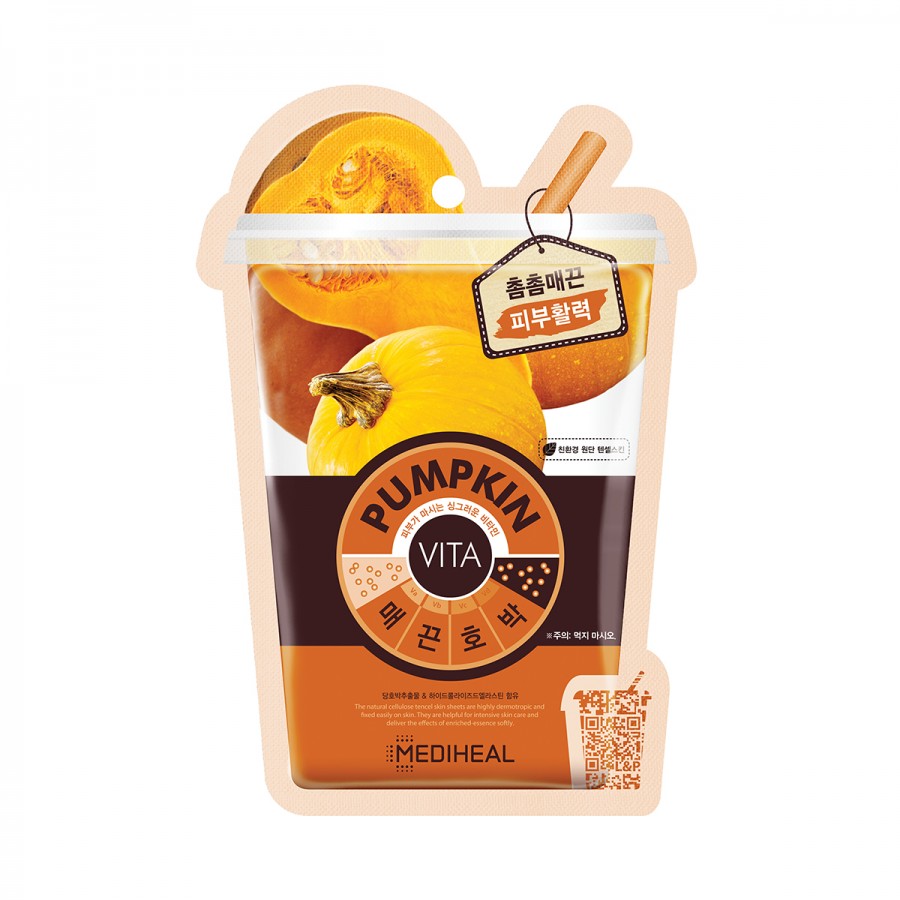 촘촘매끈
피부활력
친환경 원단 텐셀스킨
PUMPKIN
피부가 마시는 싱그러운 비타민
VITA
Va Vb Vc
매끈호박
※주의: 먹지 마시오.
당호박추출물 & 하이드롤라이즈드엘라스틴 함유
The natural cellulose tencel skin sheets are highly dermotropic and
fixed easily on skin. They are helpful for intensive skin care and
deliver the effects of enriched-essence softly.
MEDIHEAL
L&P